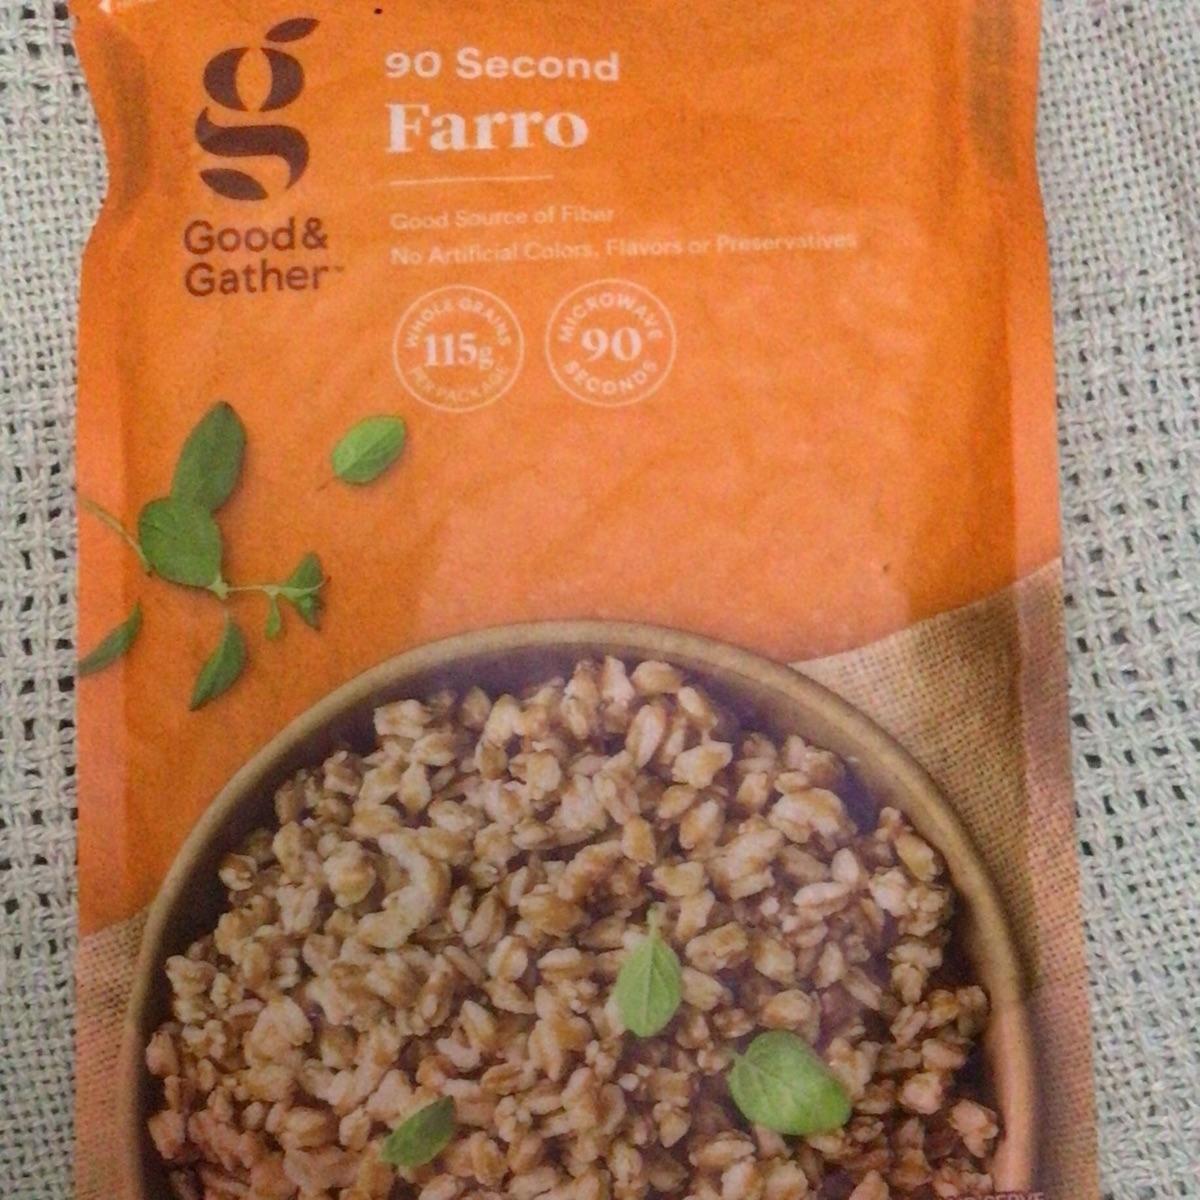 90 Second
Farro
Good Source of Fiber
No Artificial Colors, Flavors or Preservatives
g
Good &
Gather™
WHOLE GRAINS
115g
PER PACKAGE
MICROWAVE
90
SECONDS